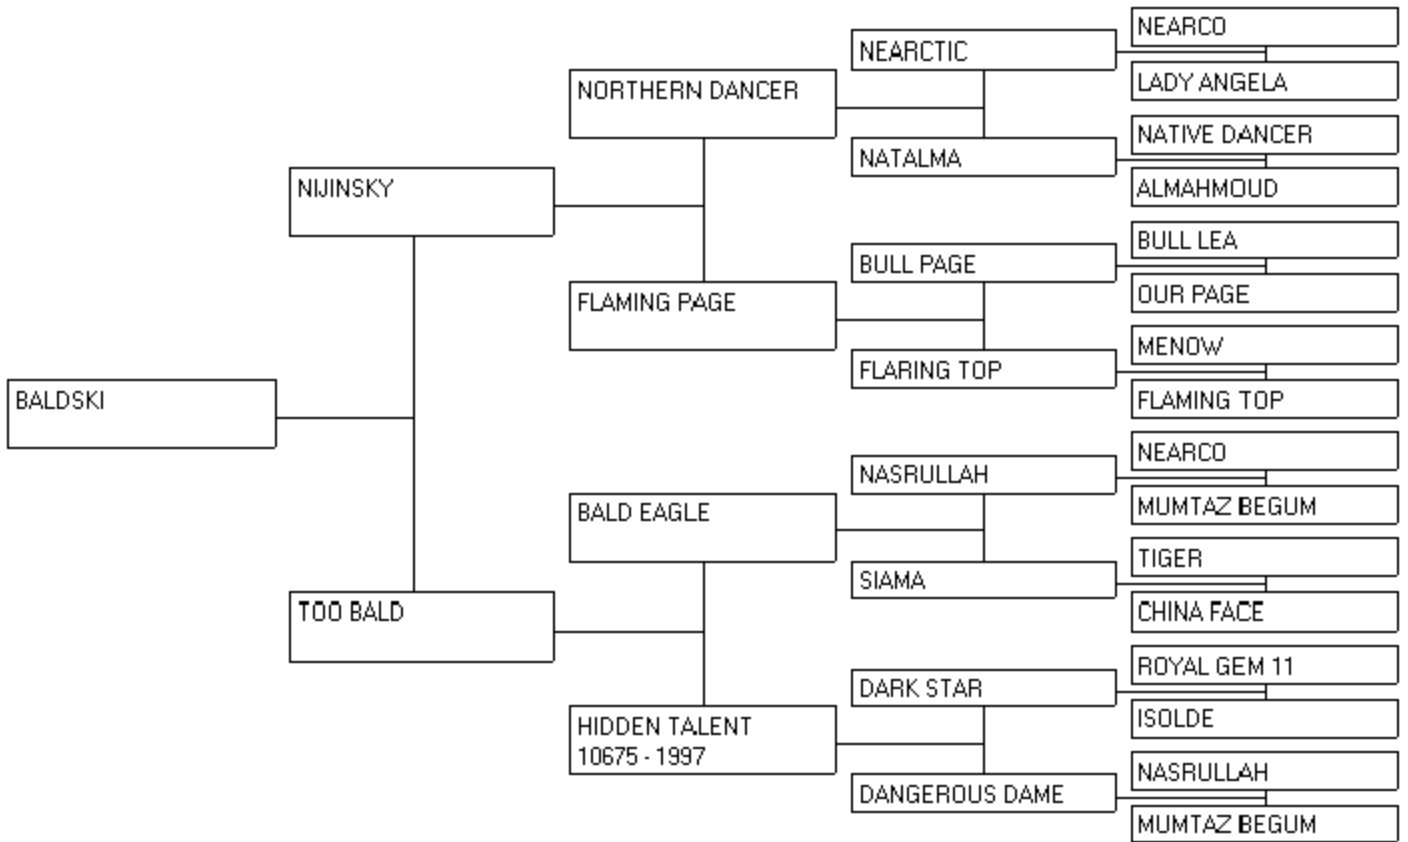 NEARCO
NEARCTIC
LADY ANGELA
NORTHERN DANCER
NATIVE DANCER
NATALMA
ALMAHMOUD
NIJINSKY
BULL LEA
BULL PAGE
OUR PAGE
FLAMING PAGE
MENOW
FLARING TOP
FLAMING TOP
BALDSKI
NEARCO
NASRULLAH
MUMTAZ BEGUM
BALD EAGLE
TIGER
SIAMA
CHINA FACE
TOO BALD
ROYAL GEM 11
DARK STAR
ISOLDE
HIDDEN TALENT
10675 - 1997
NASRULLAH
DANGEROUS DAME
MUMTAZ BEGUM